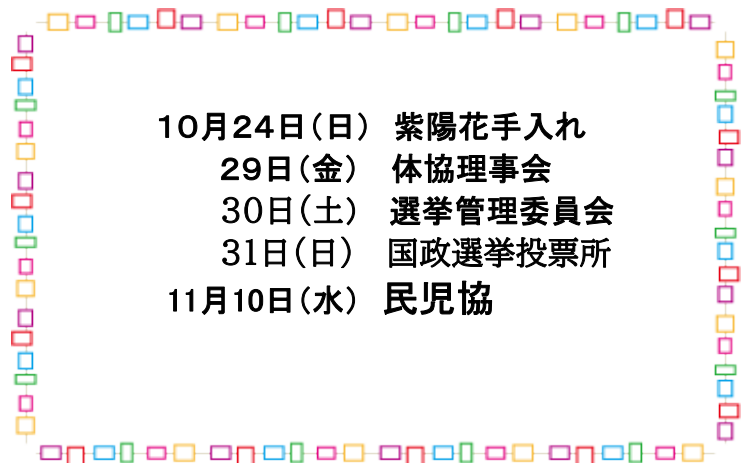 10月24日(日) 紫陽花手入れ
29日(金) 体協理事会
30日(土) 選挙管理委員会
31日(日) 国政選挙投票所
11月10日(水) 民児協